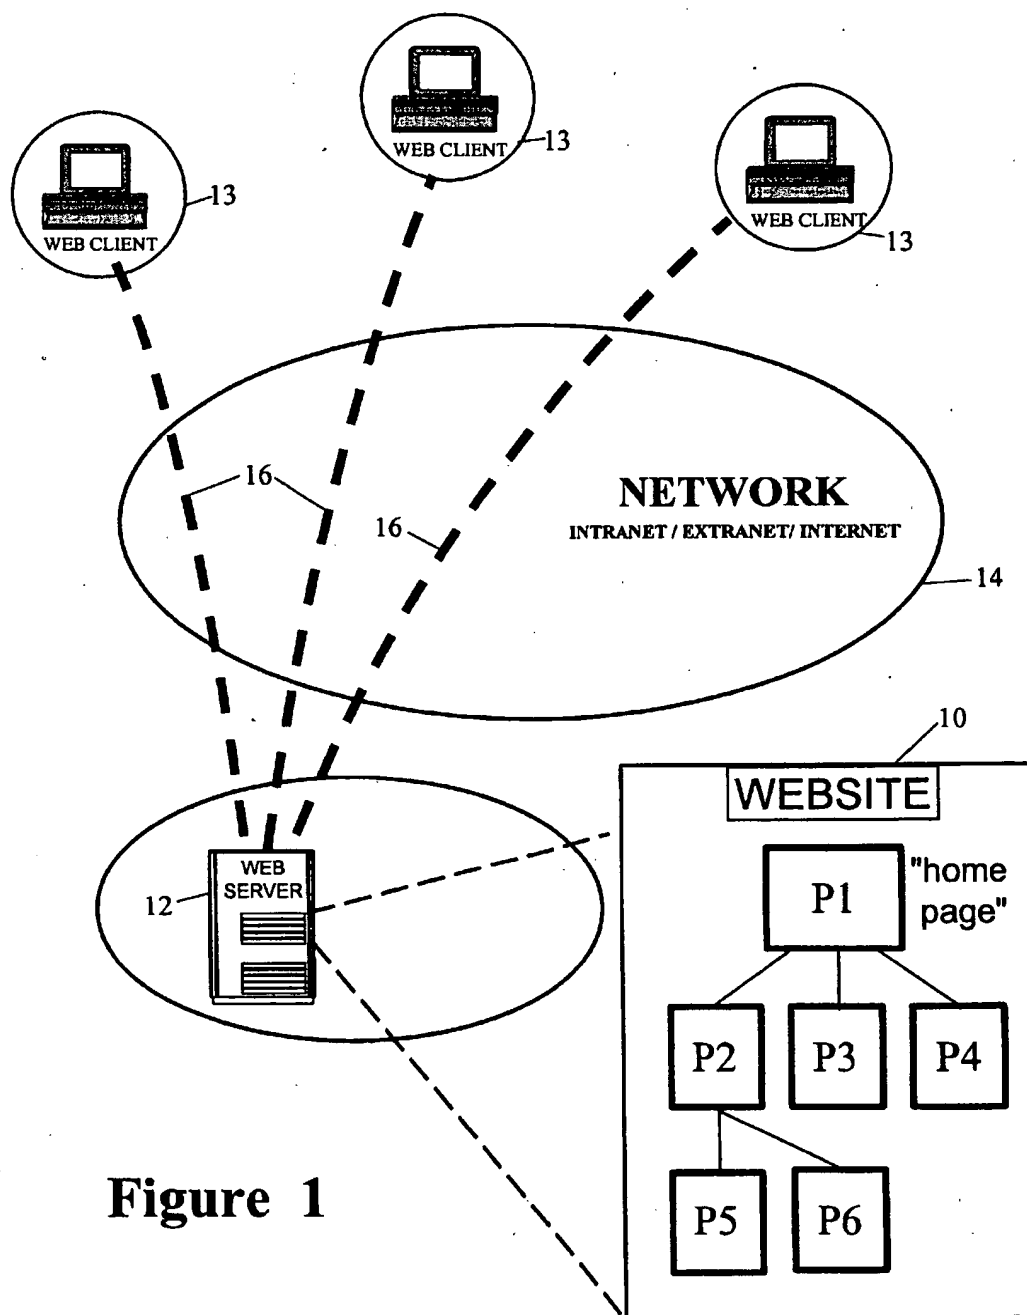 WEB CLIENT
13
WEB CLIENT
13
WEB CLIENT
13
16
16
NETWORK
INTRANET / EXTRANET/ INTERNET
14
10
WEBSITE
WEB
SERVER
12
P1
"home
page"
P2
P3
P4
P5
P6
Figure 1